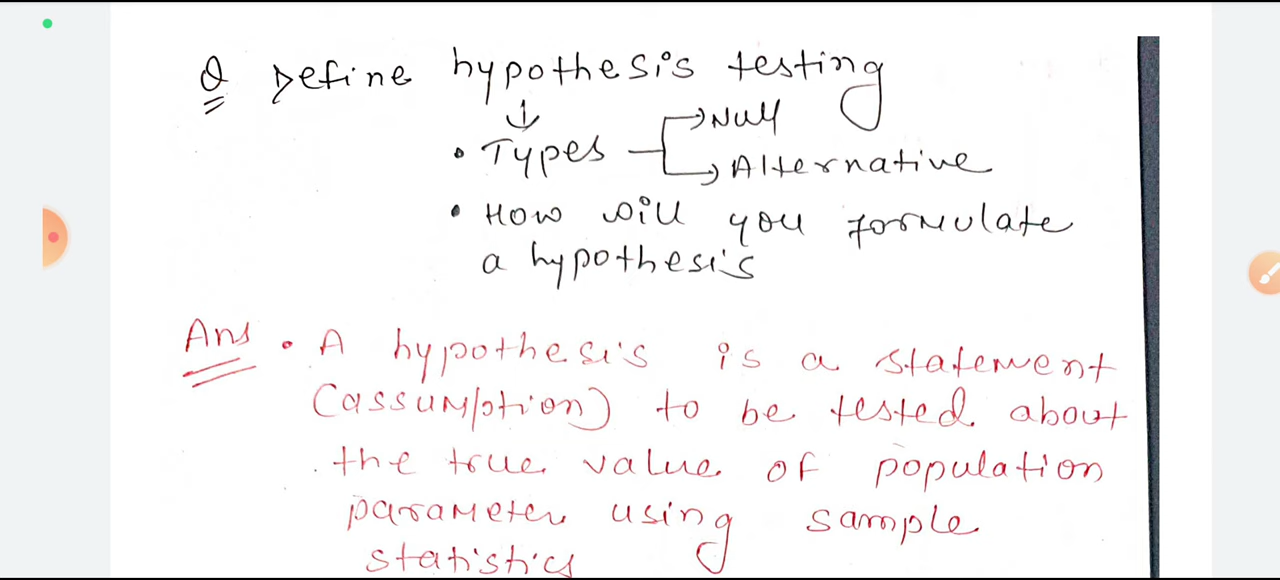 Q Define hypothesis testing
↓
• Types → Null
→ Alternative
• How will you formulate
a hypothesis
Ans • A hypothesis is a statement
(assumption) to be tested about
the true value of population
parameter using sample
statistics